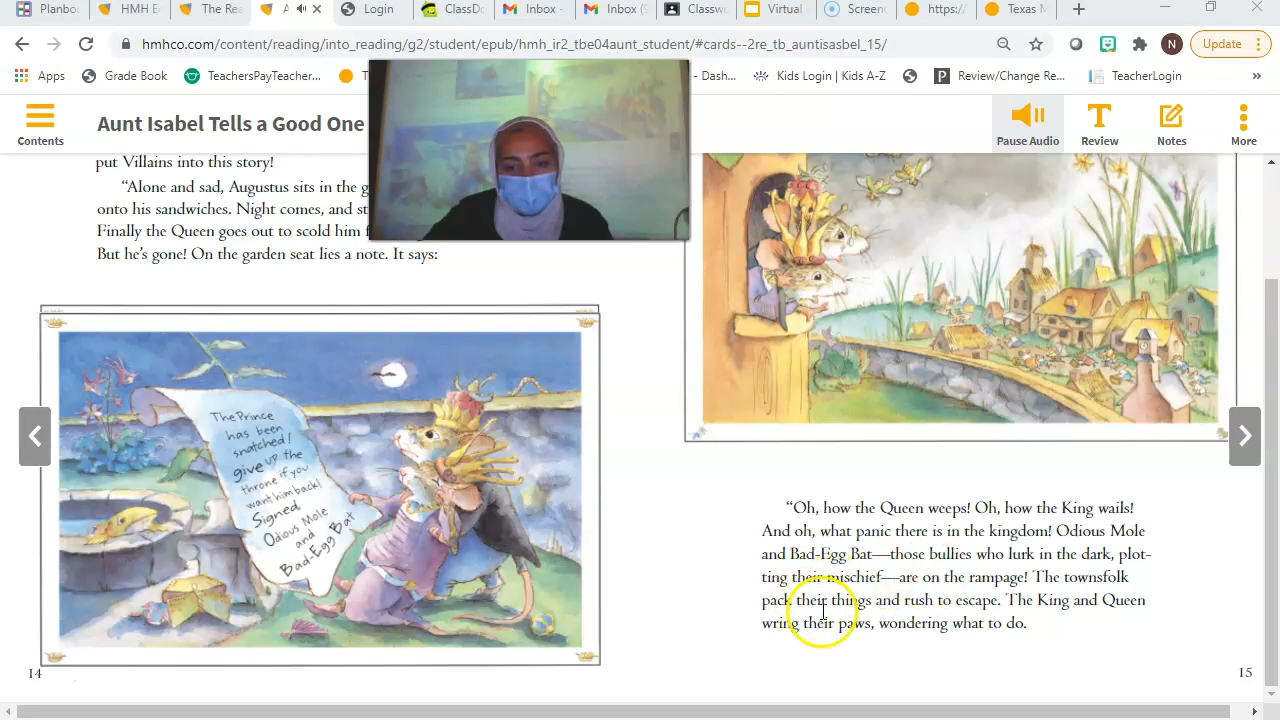 Planbo
HMH E
The Rea
A
Login
ClassDo
Inbox -
Inbox (
Classw
Virtual
Screen
https:/
Texas M
hmhco.com/content/reading/into_reading/
2/student/epub/hmh_ir2_tbe04aunt_student/#cards--2re_tb_auntisabel_15/
N
Update
Apps
Grade Book
TeachersPayTeacher...
Dash...
Kids Login | Kids A-Z
Review/Change Re...
TeacherLogin
»
Contents
Aunt Isabel Tells a Good One
Pause Audio
Review
Notes
More
put Villains into this story!
“Alone and sad, Augustus sits in the
onto his sandwiches. Night comes, and
Finally the Queen goes out to scold him
But he’s gone! On the garden seat lies a note. It says:
The Prince
has been
snatched!
give up the
throne if you
want him back!
Signed
Odious Mole
and
Bad Egg Bat
14
“Oh, how the Queen weeps! Oh, how the King wails!
And oh, what panic there is in the kingdom! Odious Mole
and Bad-Egg Bat—those bullies who lurk in the dark, plot-
ting their mischief—are on the rampage! The townsfolk
pack their things and rush to escape. The King and Queen
wring their paws, wondering what to do.
15